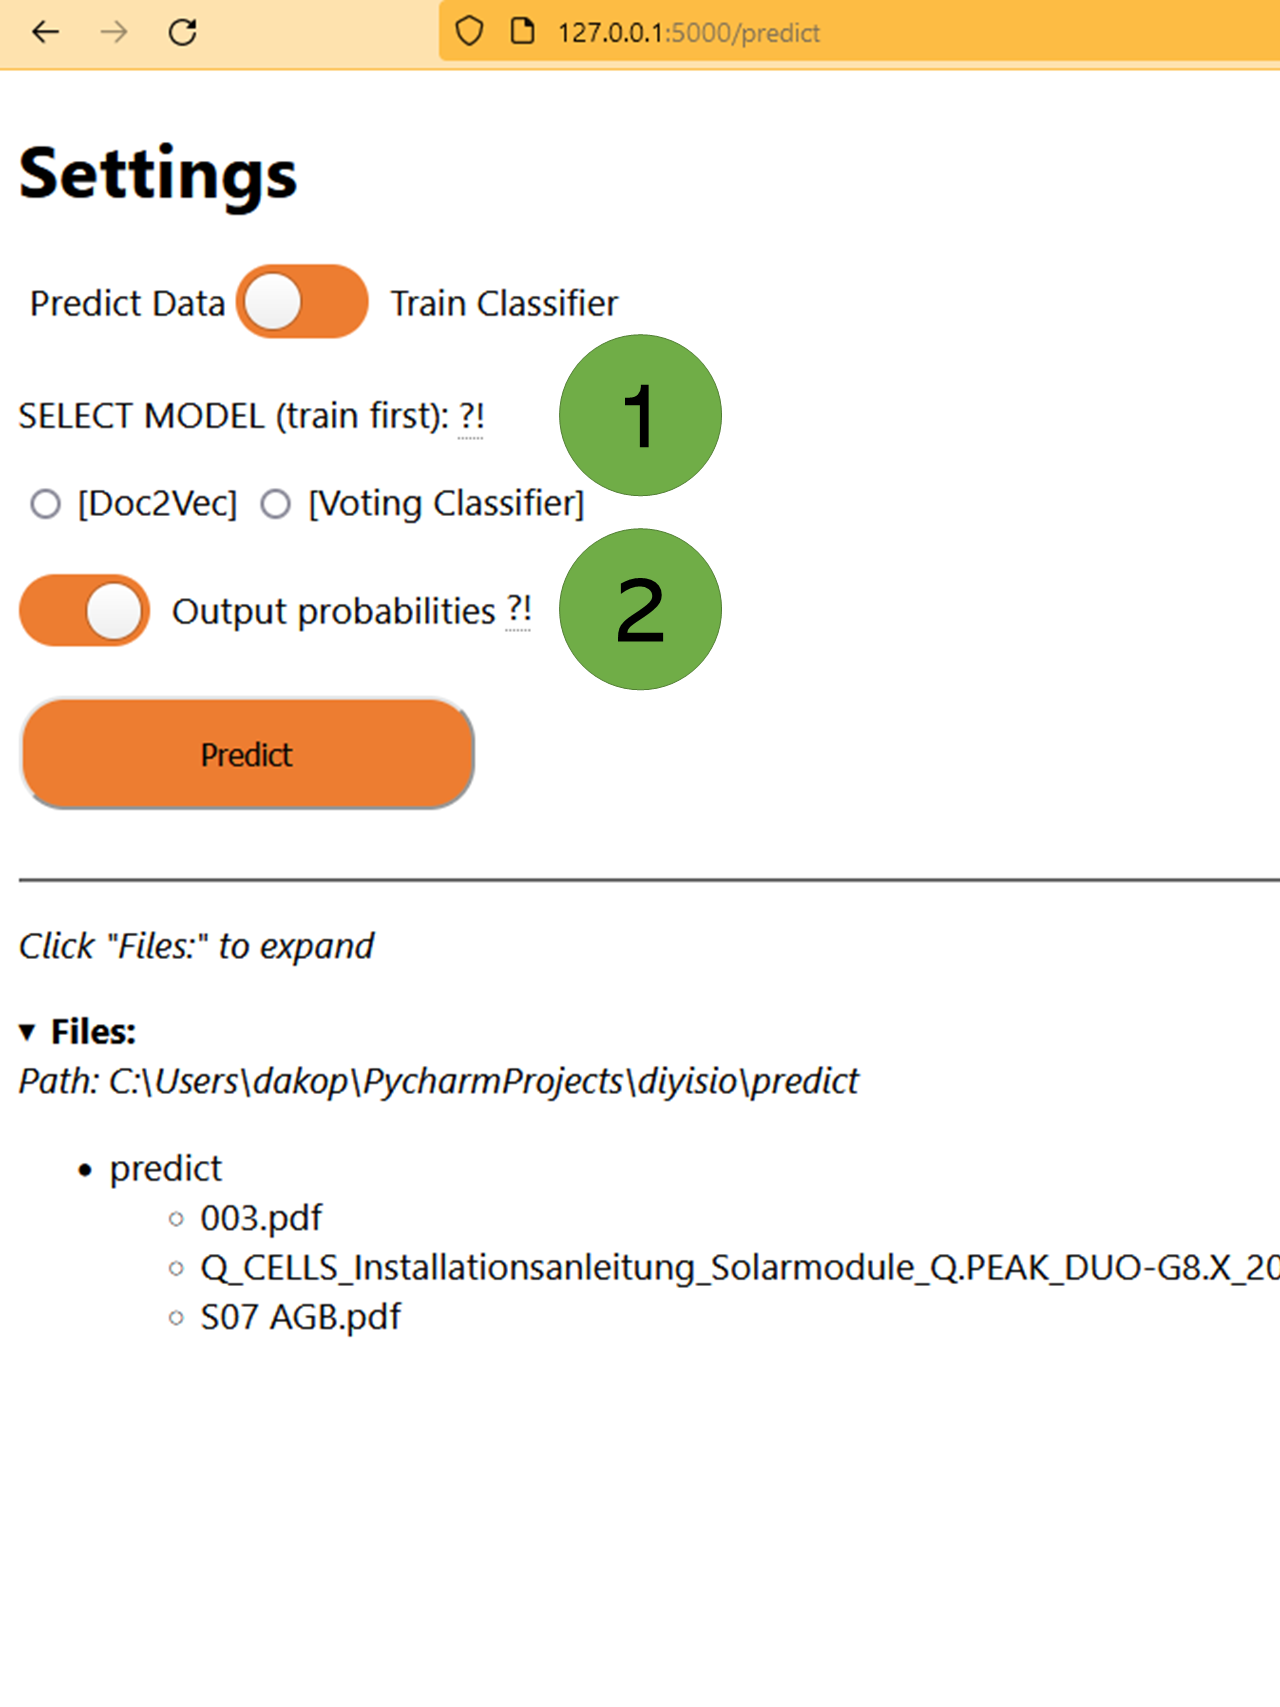 127.0.0.1:5000/predict
Settings
Predict Data Train Classifier
SELECT MODEL (train first): ?! 1
[Doc2Vec] [Voting Classifier]
Output probabilities ?! 2
Predict
Click "Files:" to expand
▼ Files:
Path: C:\Users\dakop\PycharmProjects\diyisio\predict
• predict
○ 003.pdf
○ Q_CELLS_Installationsanleitung_Solarmodule_Q.PEAK_DUO-G8.X_20
○ S07 AGB.pdf